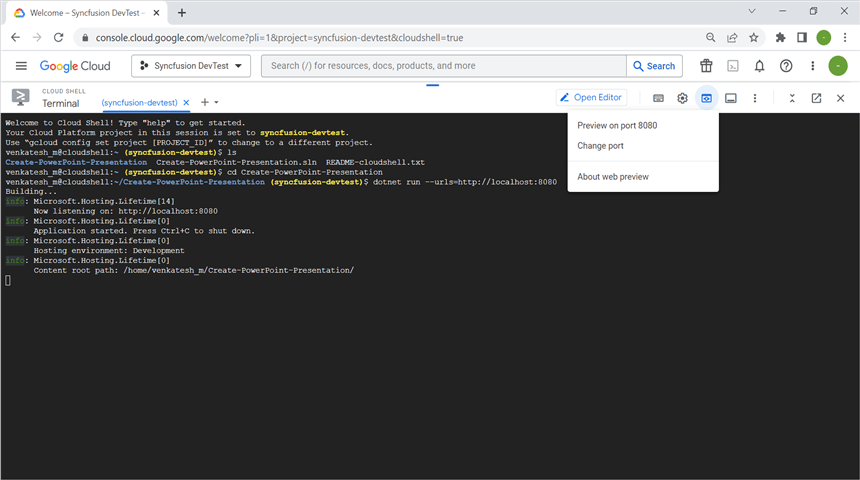 Welcome – Syncfusion DevTest –
console.cloud.google.com/welcome?pli=1&project=syncfusion-devtest&cloudshell=true
Google Cloud
Syncfusion DevTest
Search (/) for resources, docs, products, and more
Search
CLOUD SHELL
Terminal
(syncfusion-devtest)
Open Editor
Preview on port 8080
Change port
About web preview
Welcome to Cloud Shell! Type "help" to get started.
Your Cloud Platform project in this session is set to syncfusion-devtest.
Use “gcloud config set project [PROJECT_ID]” to change to a different project.
venkatesh_m@cloudshell:~ (syncfusion-devtest)$ ls
Create-PowerPoint-Presentation  Create-PowerPoint-Presentation.sln  README-cloudshell.txt
venkatesh_m@cloudshell:~ (syncfusion-devtest)$ cd Create-PowerPoint-Presentation
venkatesh_m@cloudshell:~/Create-PowerPoint-Presentation (syncfusion-devtest)$ dotnet run --urls=http://localhost:8080
Building...
info: Microsoft.Hosting.Lifetime[14]
Now listening on: http://localhost:8080
info: Microsoft.Hosting.Lifetime[0]
Application started. Press Ctrl+C to shut down.
info: Microsoft.Hosting.Lifetime[0]
Hosting environment: Development
info: Microsoft.Hosting.Lifetime[0]
Content root path: /home/venkatesh_m/Create-PowerPoint-Presentation/